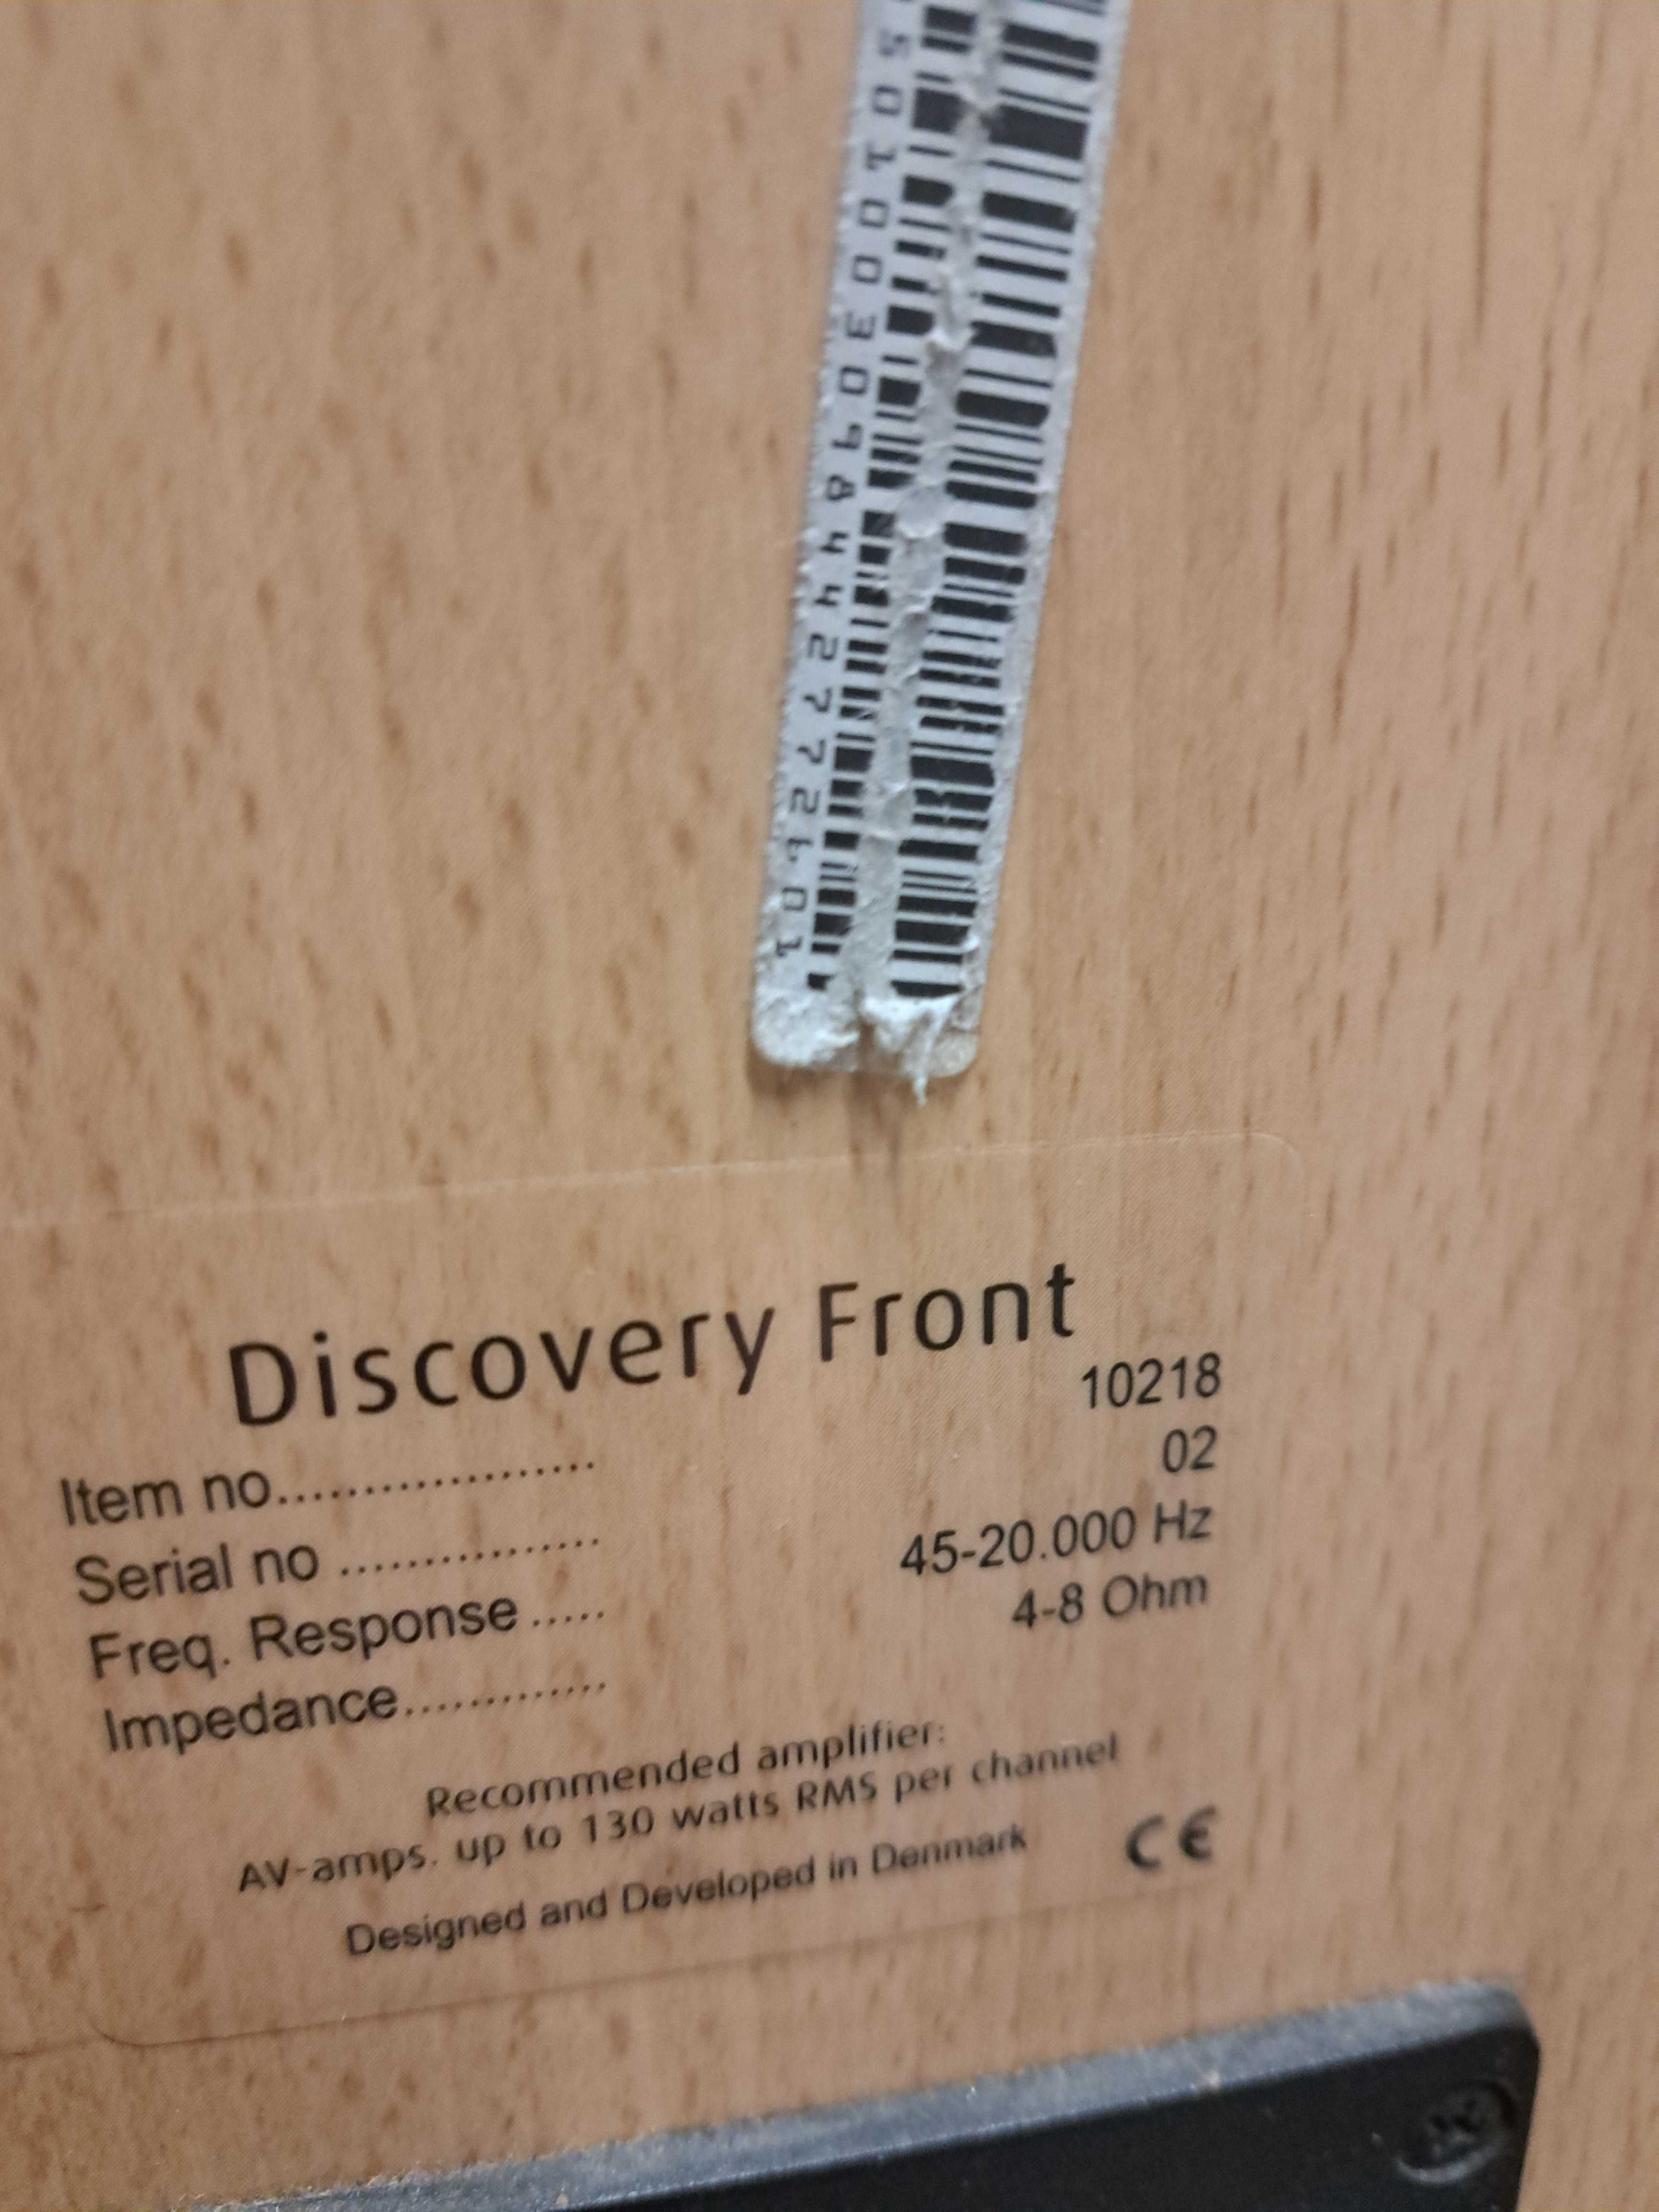 Discovery Front
Item no................... 10218
Serial no ................ 02
Freq. Response ..... 45-20.000 Hz
Impedance............. 4-8 Ohm
Recommended amplifier:
AV-amps. up to 130 watts RMS per channel
Designed and Developed in Denmark CE